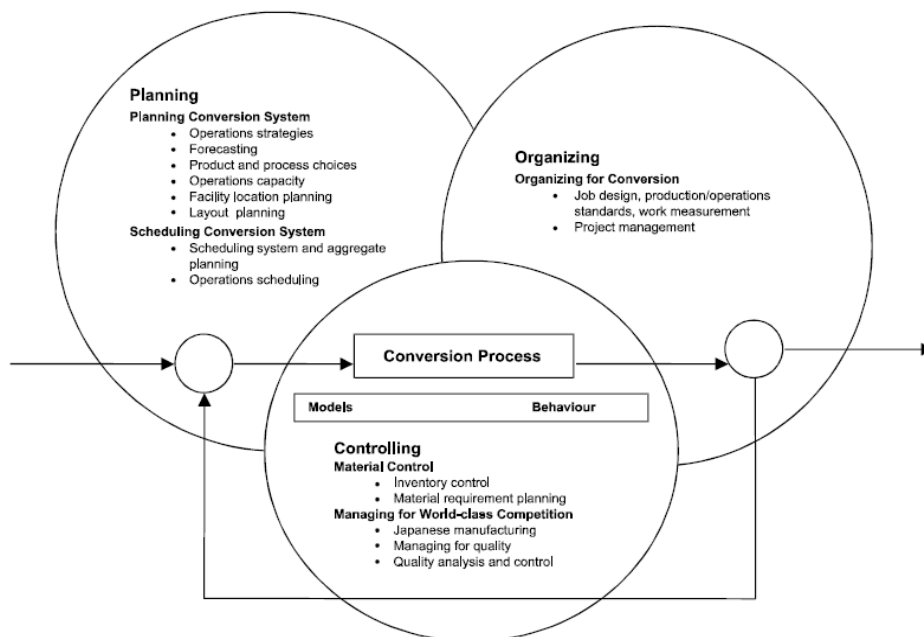 Planning
Planning Conversion System
• Operations strategies
• Forecasting
• Product and process choices
• Operations capacity
• Facility location planning
• Layout planning
Scheduling Conversion System
• Scheduling system and aggregate
planning
• Operations scheduling
Organizing
Organizing for Conversion
• Job design, production/operations
standards, work measurement
• Project management
Conversion Process
Models Behaviour
Controlling
Material Control
• Inventory control
• Material requirement planning
Managing for World-class Competition
• Japanese manufacturing
• Managing for quality
• Quality analysis and control